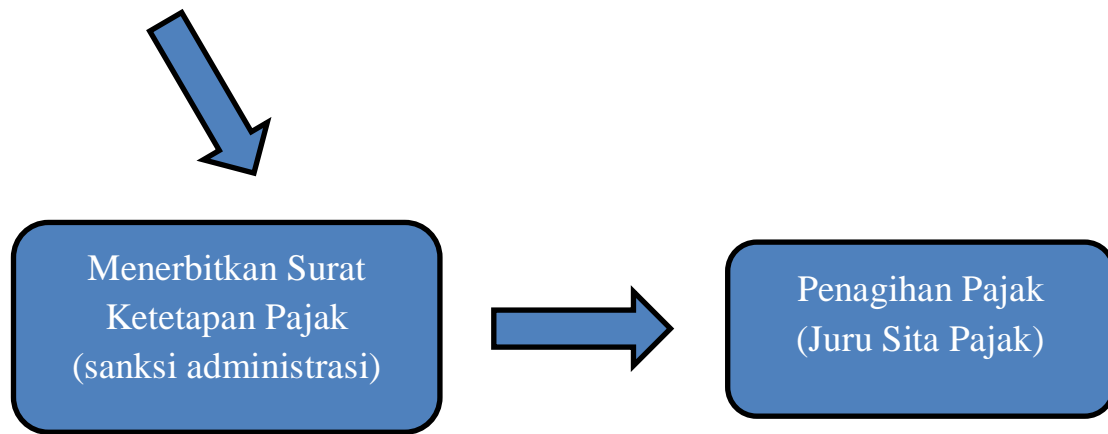 Menerbitkan Surat
Ketetapan Pajak
(sanksi administrasi)
Penagihan Pajak
(Juru Sita Pajak)